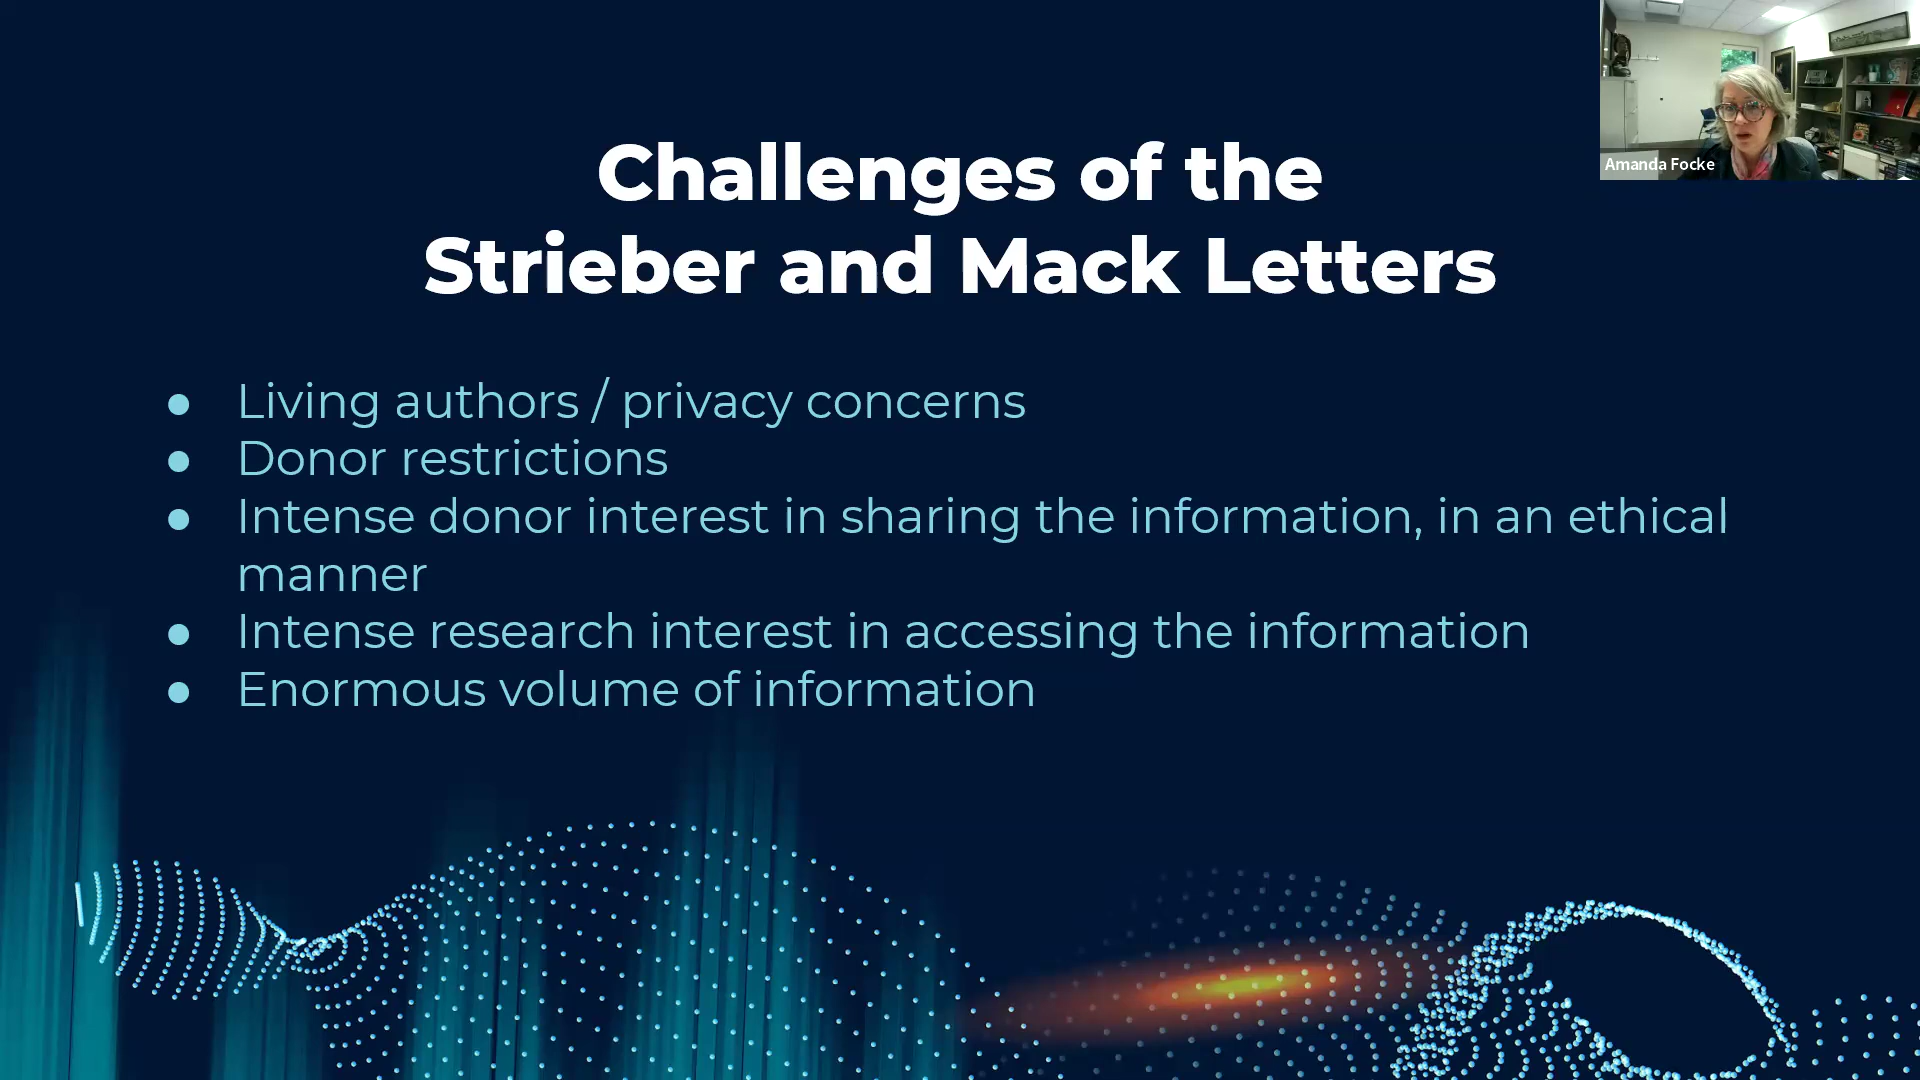 Amanda Focke
Challenges of the
Strieber and Mack Letters
● Living authors / privacy concerns
● Donor restrictions
● Intense donor interest in sharing the information, in an ethical
manner
● Intense research interest in accessing the information
● Enormous volume of information